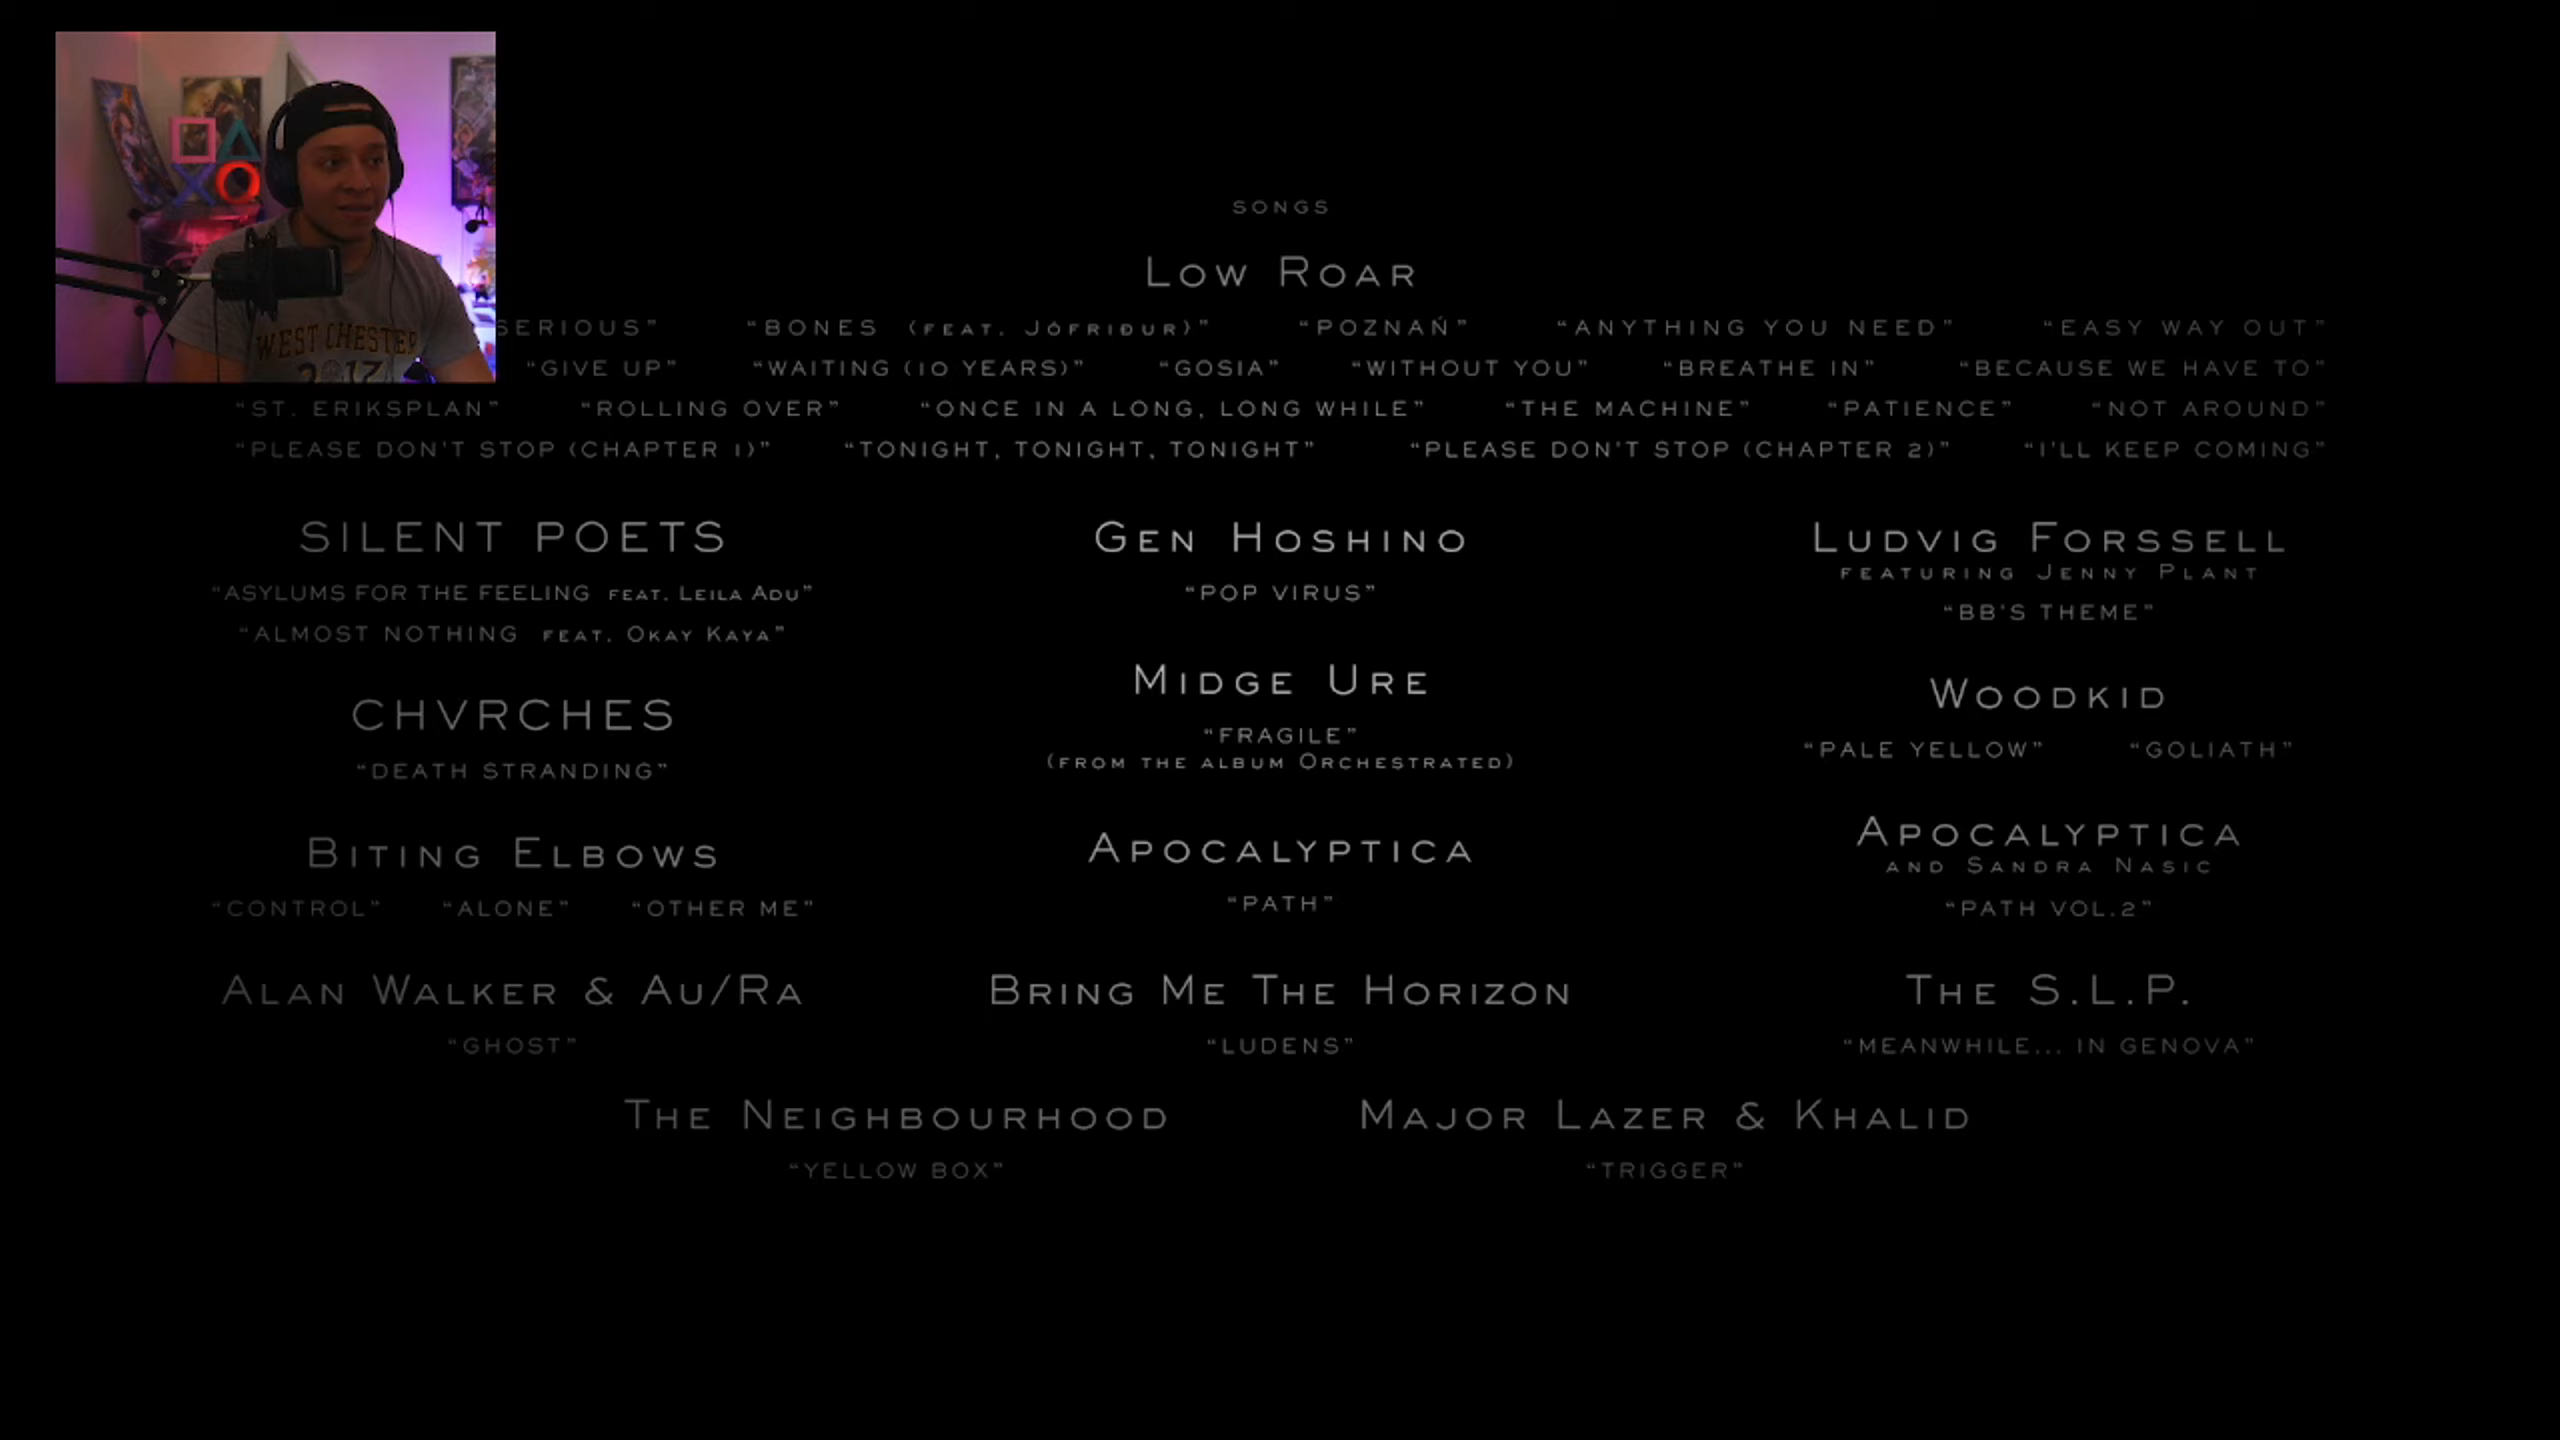 SONGS
LOW ROAR
SERIOUS” “BONES (FEAT. JÓFRIÐUR)” “POZNAŃ” “ANYTHING YOU NEED” “EASY WAY OUT”
“GIVE UP” “WAITING (10 YEARS)” “GOSIA” “WITHOUT YOU” “BREATHE IN” “BECAUSE WE HAVE TO”
“ST. ERIKSPLAN” “ROLLING OVER” “ONCE IN A LONG, LONG WHILE” “THE MACHINE” “PATIENCE” “NOT AROUND”
“PLEASE DON'T STOP (CHAPTER 1)” “TONIGHT, TONIGHT, TONIGHT” “PLEASE DON'T STOP (CHAPTER 2)” “I'LL KEEP COMING”
SILENT POETS
“ASYLUMS FOR THE FEELING FEAT. LEILA ADU”
“ALMOST NOTHING FEAT. OKAY KAYA”
GEN HOSHINO
“POP VIRUS”
LUDVIG FORSSELL
FEATURING JENNY PLANT
“BB'S THEME”
CHVRCHES
“DEATH STRANDING”
MIDGE URE
“FRAGILE”
(FROM THE ALBUM ORCHESTRATED)
WOODKID
“PALE YELLOW” “GOLIATH”
BITING ELBOWS
“CONTROL” “ALONE” “OTHER ME”
APOCALYPTICA
“PATH”
APOCALYPTICA
AND SANDRA NASIC
“PATH VOL.2”
ALAN WALKER & AU/RA
“GHOST”
BRING ME THE HORIZON
“LUDENS”
THE S.L.P.
“MEANWHILE... IN GENOVA”
THE NEIGHBOURHOOD
“YELLOW BOX”
MAJOR LAZER & KHALID
“TRIGGER”
WEST CHESTER
2017